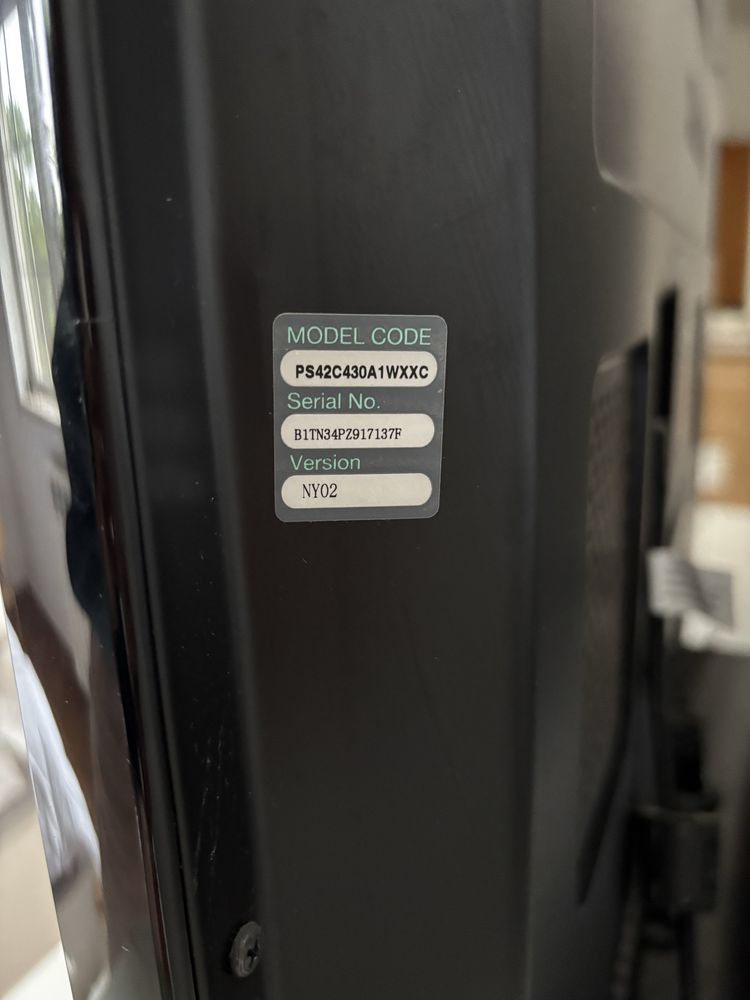 MODEL CODE
PS42C430A1WXXC
Serial No.
B1TN34PZ917137F
Version
NY02